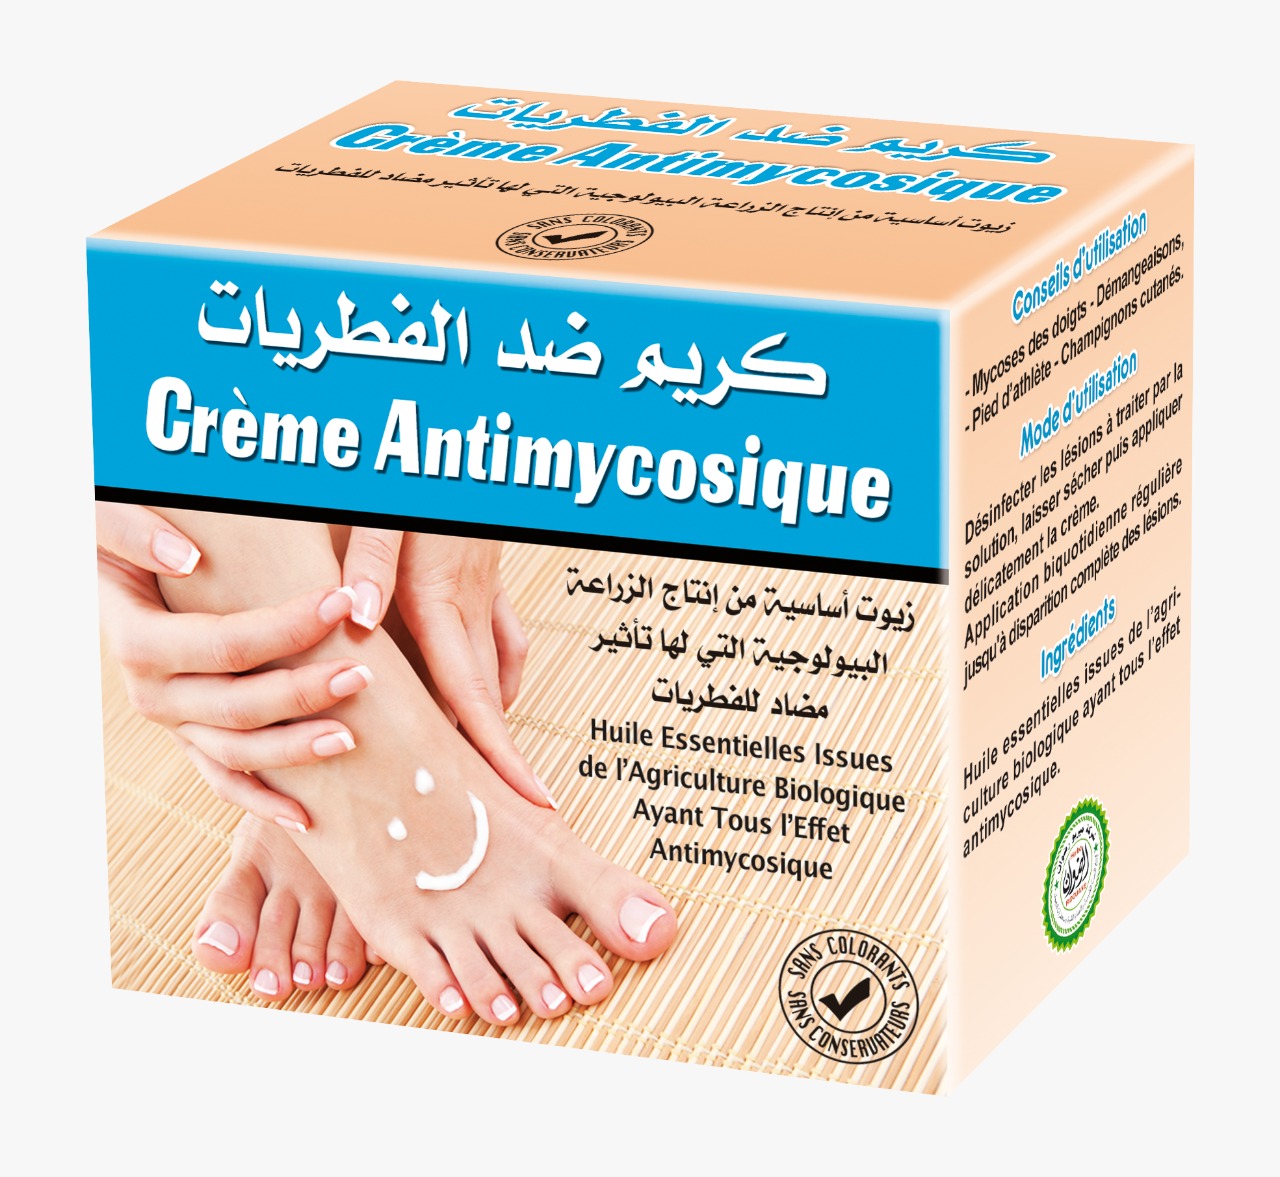 كريم ضد الفطريات
Crème Antimycosique
زيوت أساسية من إنتاج الزراعة البيولوجية التي لها تأثير مضاد للفطريات
SANS COLORANTS
SANS CONSERVATEURS
كريم ضد الفطريات
Crème Antimycosique
زيوت أساسية من إنتاج الزراعة
البيولوجية التي لها تأثير
مضاد للفطريات
Huile Essentielles Issues
de l'Agriculture Biologique
Ayant Tous l'Effet
Antimycosique
SANS COLORANTS
SANS CONSERVATEURS
Conseils d'utilisation
- Mycoses des doigts - Démangeaisons,
- Pied d'athlète - Champignons cutanés.
Mode d'utilisation
Désinfecter les lésions à traiter par la
solution, laisser sécher puis appliquer
délicatement la crème.
Application biquotidienne régulière
jusqu'à disparition complète des lésions.
Ingrédients
Huile essentielles issues de l'agri-
culture biologique ayant tous l'effet
antimycosique.